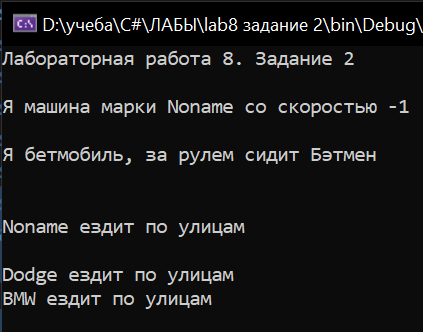 D:\учеба\C#\ЛАБЫ\lab8 задание 2\bin\Debug\
Лабораторная работа 8. Задание 2
Я машина марки Noname со скоростью -1
Я бетмобиль, за рулем сидит Бэтмен
Noname ездит по улицам
Dodge ездит по улицам
BMW ездит по улицам